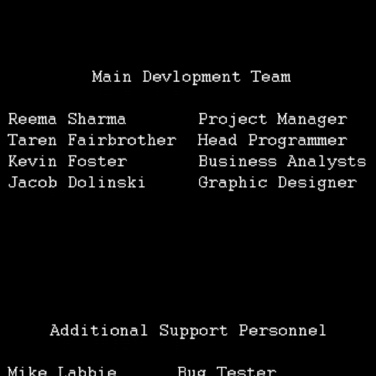 Main Devlopment Team
Reema Sharma Project Manager
Taren Fairbrother Head Programmer
Kevin Foster Business Analysts
Jacob Dolinski Graphic Designer
Additional Support Personnel
Mike Labbie Bug Tester